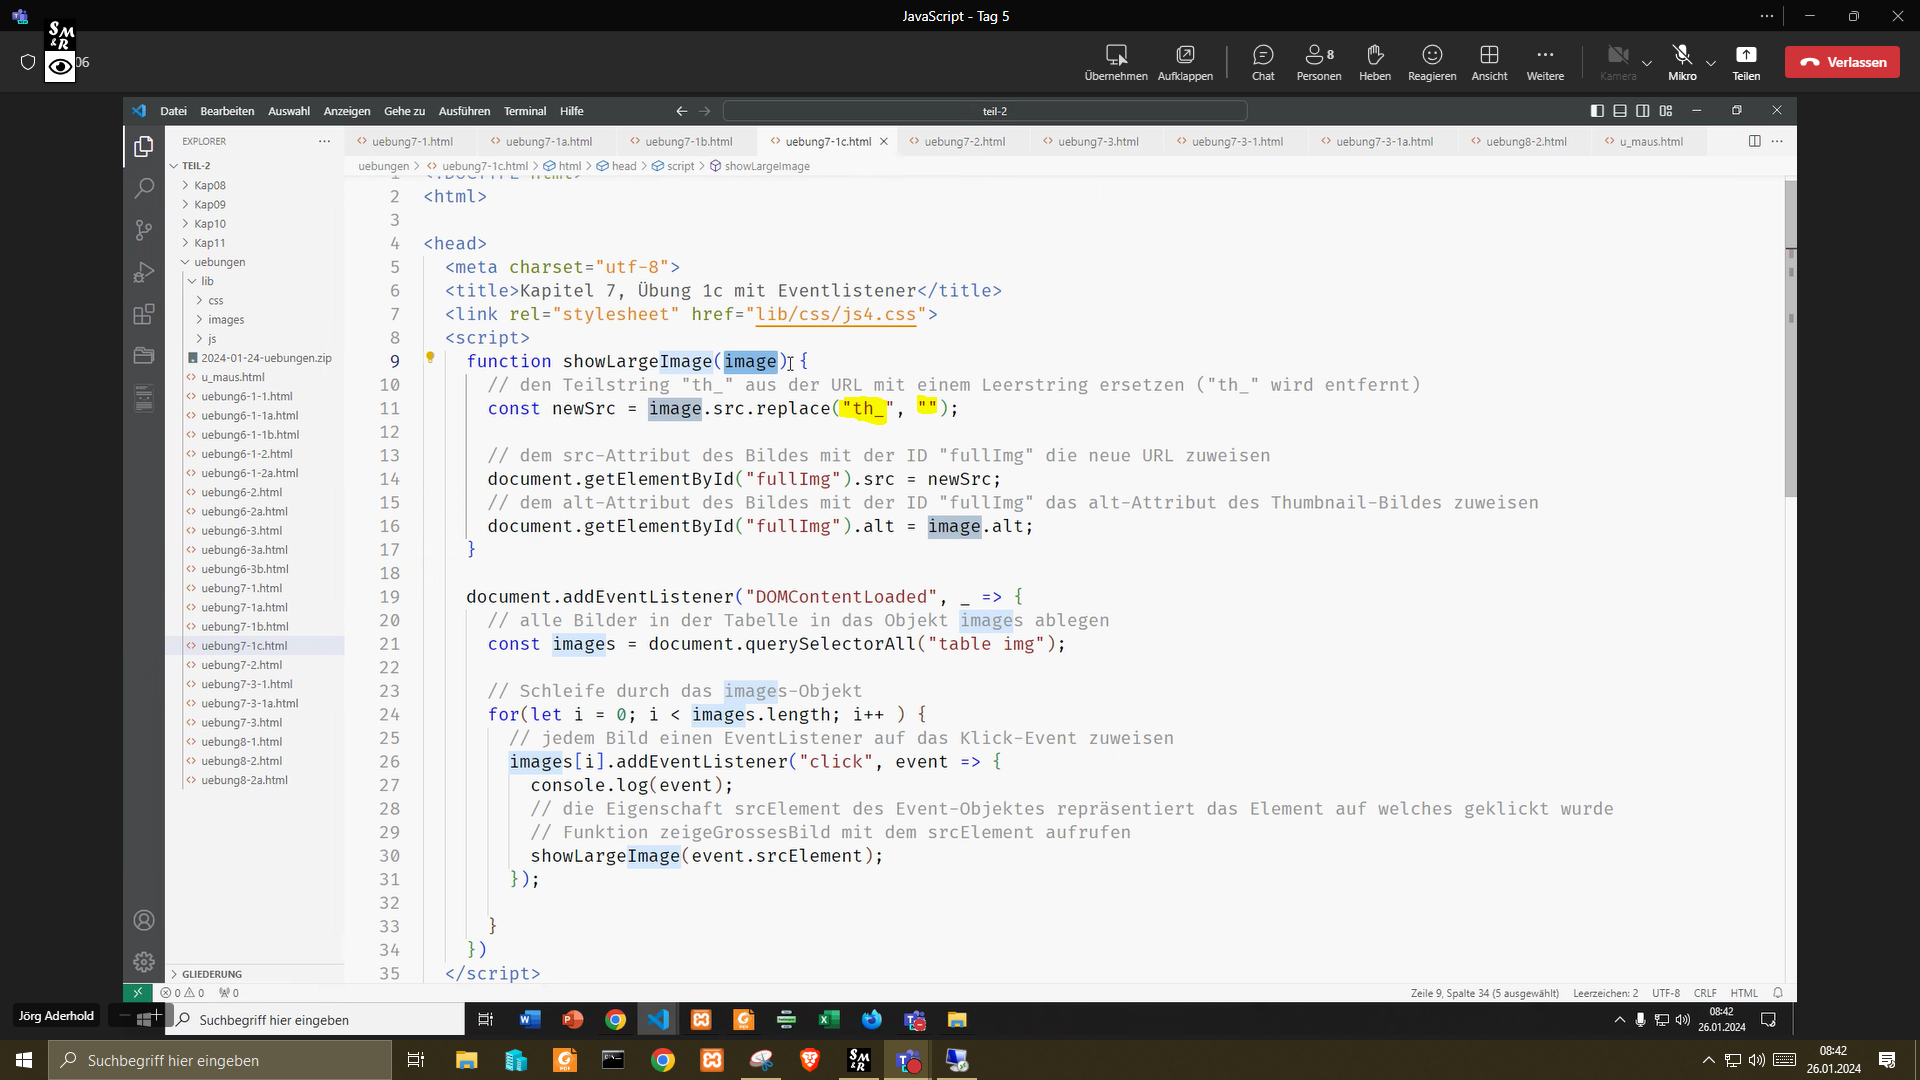 JavaScript - Tag 5
SM&R
06
Übernehmen Aufklappen Chat Personen 8 Heben Reagieren Ansicht Weitere Kamera Mikro Teilen Verlassen
Datei Bearbeiten Auswahl Anzeigen Gehe zu Ausführen Terminal Hilfe
teil-2
EXPLORER
uebung7-1.html uebung7-1a.html uebung7-1b.html uebung7-1c.html uebung7-2.html uebung7-3.html uebung7-3-1.html uebung7-3-1a.html uebung8-2.html u_maus.html
uebungen > uebung7-1c.html > html > head > script > showLargeImage
TEIL-2
Kap08
Kap09
Kap10
Kap11
uebungen
lib
css
images
js
2024-01-24-uebungen.zip
u_maus.html
uebung6-1-1.html
uebung6-1-1a.html
uebung6-1-1b.html
uebung6-1-2.html
uebung6-1-2a.html
uebung6-2.html
uebung6-2a.html
uebung6-3.html
uebung6-3a.html
uebung6-3b.html
uebung7-1.html
uebung7-1a.html
uebung7-1b.html
uebung7-1c.html
uebung7-2.html
uebung7-3-1.html
uebung7-3-1a.html
uebung7-3.html
uebung8-1.html
uebung8-2.html
uebung8-2a.html
GLIEDERUNG
1 <!DOCTYPE html>
2 <html>
3
4 <head>
5 <meta charset="utf-8">
6 <title>Kapitel 7, Übung 1c mit Eventlistener</title>
7 <link rel="stylesheet" href="lib/css/js4.css">
8 <script>
9 function showLargeImage(image) {
10 // den Teilstring "th_" aus der URL mit einem Leerstring ersetzen ("th_" wird entfernt)
11 const newSrc = image.src.replace("th_", "");
12
13 // dem src-Attribut des Bildes mit der ID "fullImg" die neue URL zuweisen
14 document.getElementById("fullImg").src = newSrc;
15 // dem alt-Attribut des Bildes mit der ID "fullImg" das alt-Attribut des Thumbnail-Bildes zuweisen
16 document.getElementById("fullImg").alt = image.alt;
17 }
18
19 document.addEventListener("DOMContentLoaded", _ => {
20 // alle Bilder in der Tabelle in das Objekt images ablegen
21 const images = document.querySelectorAll("table img");
22
23 // Schleife durch das images-Objekt
24 for(let i = 0; i < images.length; i++ ) {
25 // jedem Bild einen EventListener auf das Klick-Event zuweisen
26 images[i].addEventListener("click", event => {
27 console.log(event);
28 // die Eigenschaft srcElement des Event-Objektes repräsentiert das Element auf welches geklickt wurde
29 // Funktion zeigeGrossesBild mit dem srcElement aufrufen
30 showLargeImage(event.srcElement);
31 });
32
33 }
34 })
35 </script>
0 0 0
Zeile 9, Spalte 34 (5 ausgewählt) Leerzeichen: 2 UTF-8 CRLF HTML
Jörg Aderhold
Suchbegriff hier eingeben
08:42
26.01.2024
Suchbegriff hier eingeben
SM&R
08:42
26.01.2024